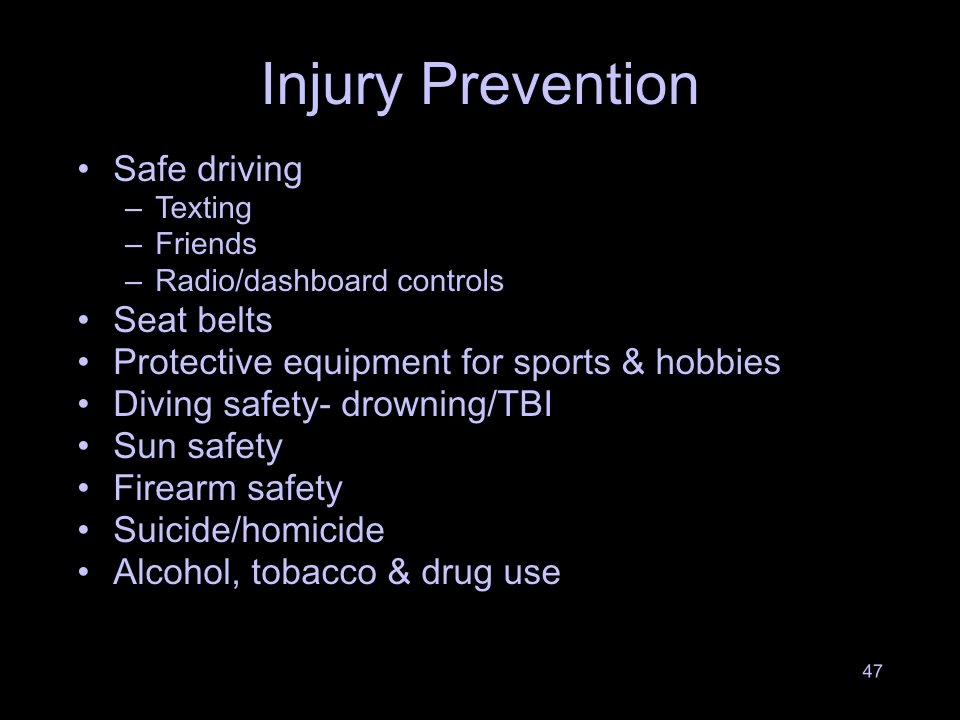 Injury Prevention
• Safe driving
– Texting
– Friends
– Radio/dashboard controls
• Seat belts
• Protective equipment for sports & hobbies
• Diving safety- drowning/TBI
• Sun safety
• Firearm safety
• Suicide/homicide
• Alcohol, tobacco & drug use
47